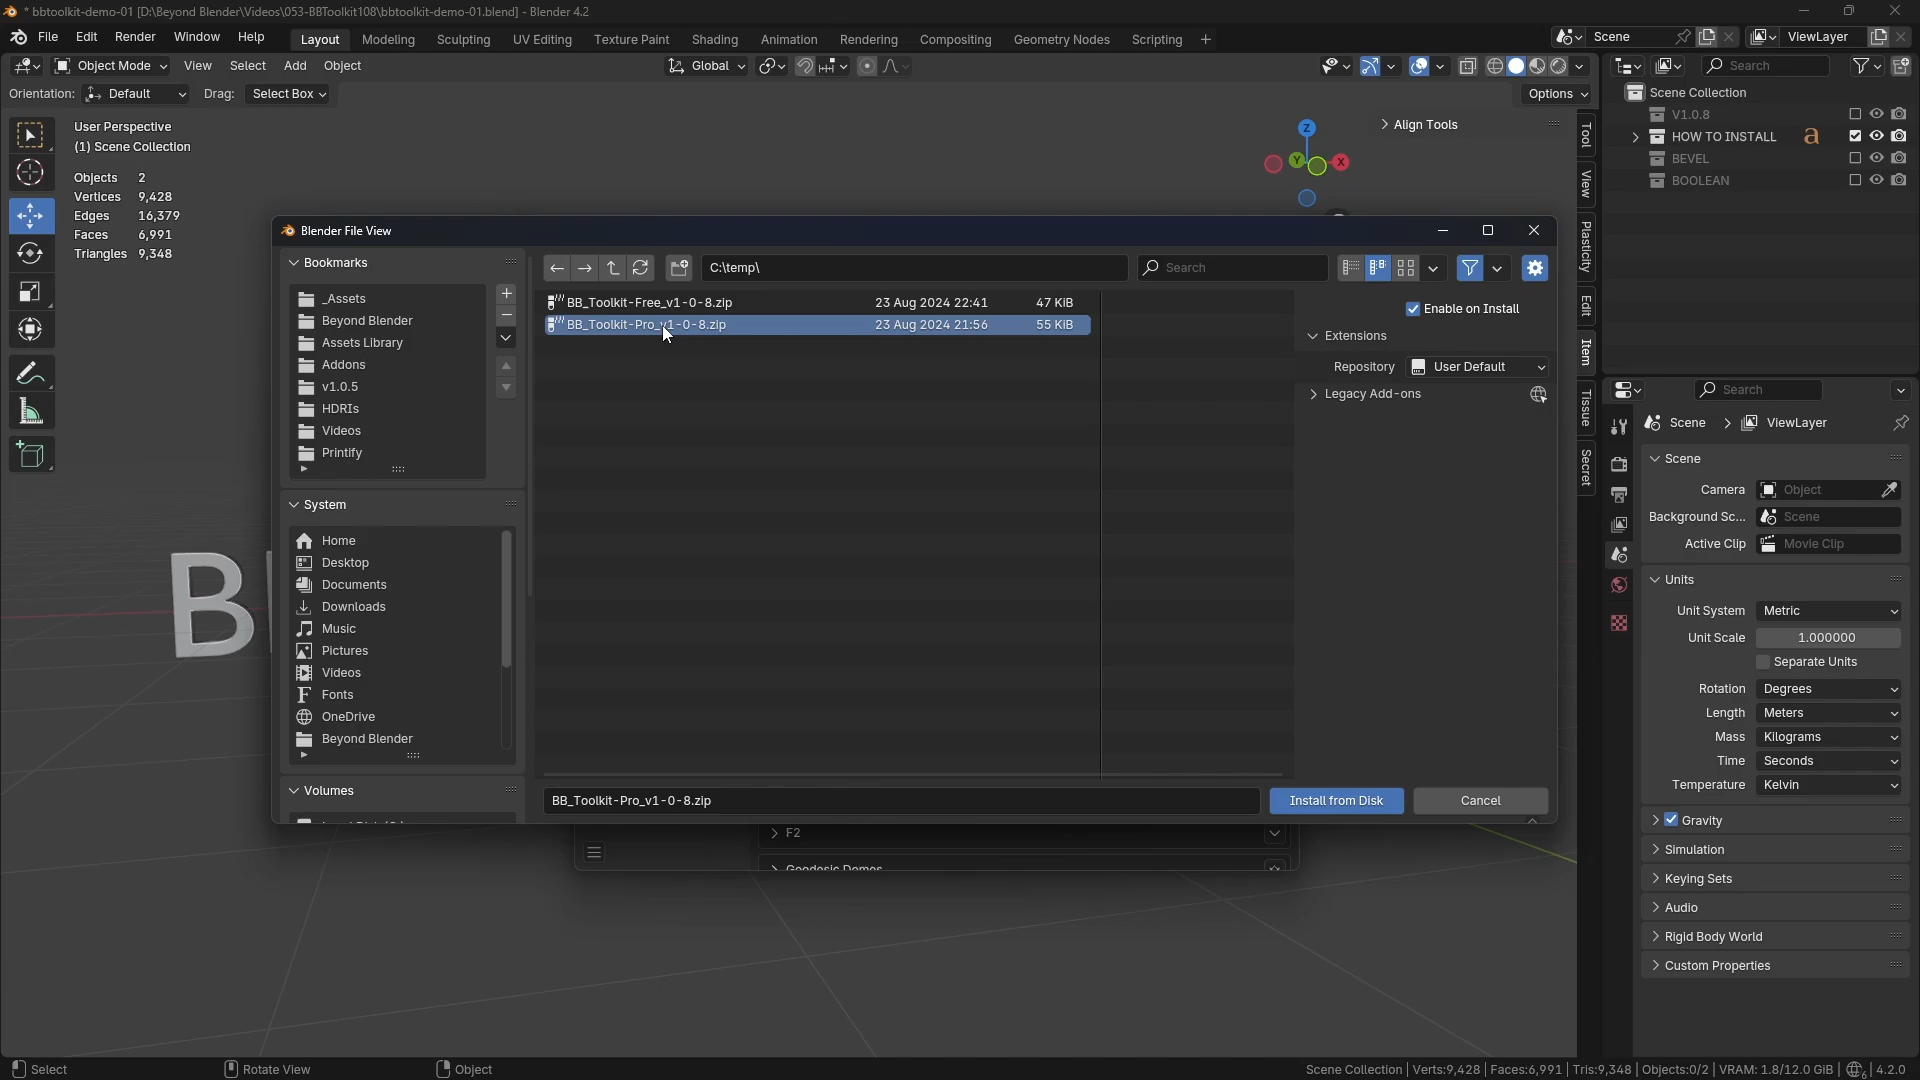 * bbtoolkit-demo-01 [D:\Beyond Blender\Videos\053-BBToolkit108\bbtoolkit-demo-01.blend] - Blender 4.2
File Edit Render Window Help Layout Modeling Sculpting UV Editing Texture Paint Shading Animation Rendering Compositing Geometry Nodes Scripting + Scene ViewLayer
Object Mode View Select Add Object Global Search
Orientation: Default Drag: Select Box Options Scene Collection
User Perspective
(1) Scene Collection
Objects 2
Vertices 9,428
Edges 16,379
Faces 6,991
Triangles 9,348
Z
Y
X
Align Tools
Tool
View
Plasticity
Edit
Item
Tissue
Secret
V1.0.8
HOW TO INSTALL a
BEVEL
BOOLEAN
B
Blender File View
Bookmarks
_Assets
Beyond Blender
Assets Library
Addons
v1.0.5
HDRIs
Videos
Printify
System
Home
Desktop
Documents
Downloads
Music
Pictures
Videos
Fonts
OneDrive
Beyond Blender
Volumes
C:\temp\ Search
BB_Toolkit-Free_v1-0-8.zip 23 Aug 2024 22:41 47 KiB
BB_Toolkit-Pro_v1-0-8.zip 23 Aug 2024 21:56 55 KiB
Enable on Install
Extensions
Repository User Default
Legacy Add-ons
BB_Toolkit-Pro_v1-0-8.zip Install from Disk Cancel
F2
Geodesic Domes
Search
Scene ViewLayer
Scene
Camera Object
Background Sc... Scene
Active Clip Movie Clip
Units
Unit System Metric
Unit Scale 1.000000
Separate Units
Rotation Degrees
Length Meters
Mass Kilograms
Time Seconds
Temperature Kelvin
Gravity
Simulation
Keying Sets
Audio
Rigid Body World
Custom Properties
Select Rotate View Object Scene Collection | Verts:9,428 | Faces:6,991 | Tris:9,348 | Objects:0/2 | VRAM: 1.8/12.0 GiB | 4.2.0